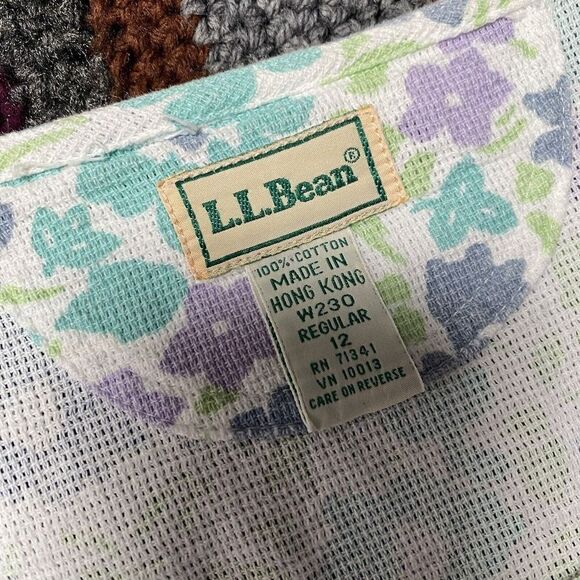 L.L.Bean®
100% COTTON
MADE IN
HONG KONG
W230
REGULAR
12
RN 71341
VN 10013
CARE ON REVERSE